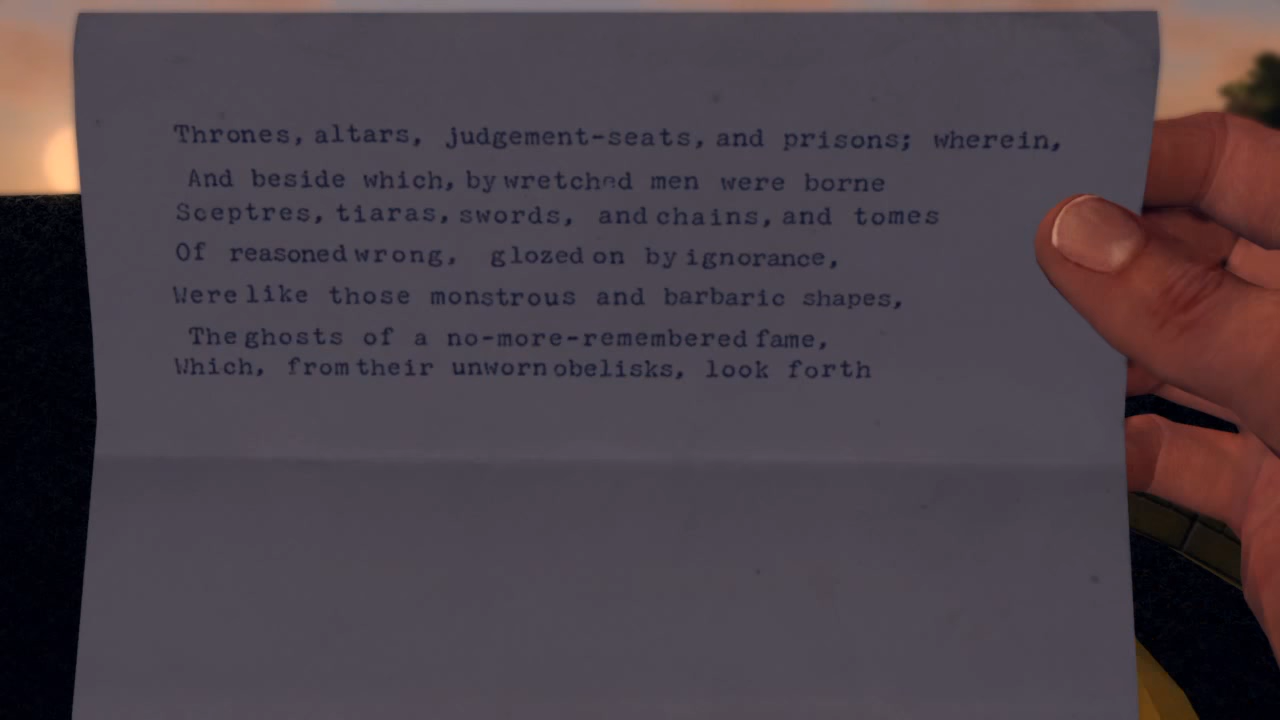 Thrones, altars, judgement-seats, and prisons; wherein,
And beside which, by wretched men were borne
Sceptres, tiaras, swords, and chains, and tomes
Of reasoned wrong, glozed on by ignorance,
Were like those monstrous and barbaric shapes,
The ghosts of a no-more-remembered fame,
Which, from their unworn obelisks, look forth